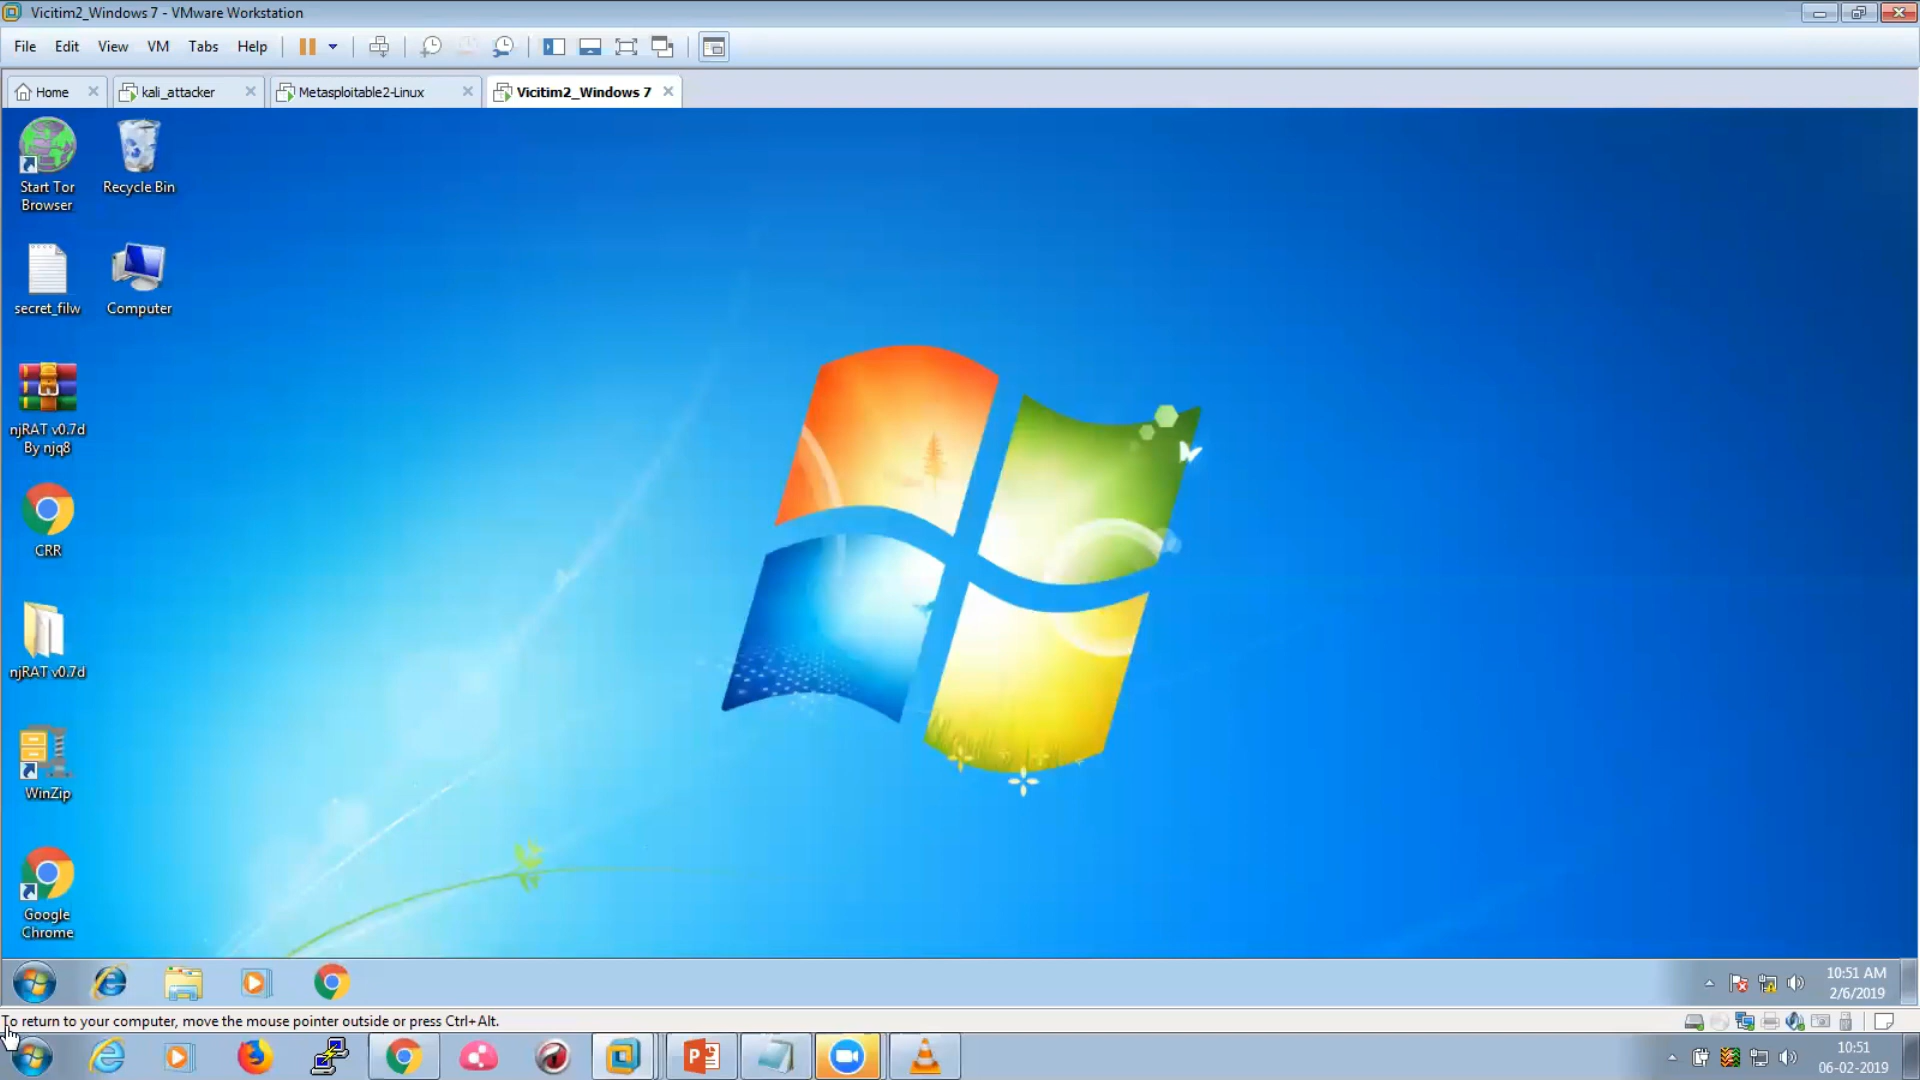 Vicitim2_Windows 7 - VMware Workstation
File Edit View VM Tabs Help
Home kali_attacker Metasploitable2-Linux Vicitim2_Windows 7
Start Tor
Browser
Recycle Bin
secret_filw
Computer
njRAT v0.7d
By njq8
CRR
njRAT v0.7d
WinZip
Google
Chrome
10:51 AM
2/6/2019
To return to your computer, move the mouse pointer outside or press Ctrl+Alt.
10:51
06-02-2019